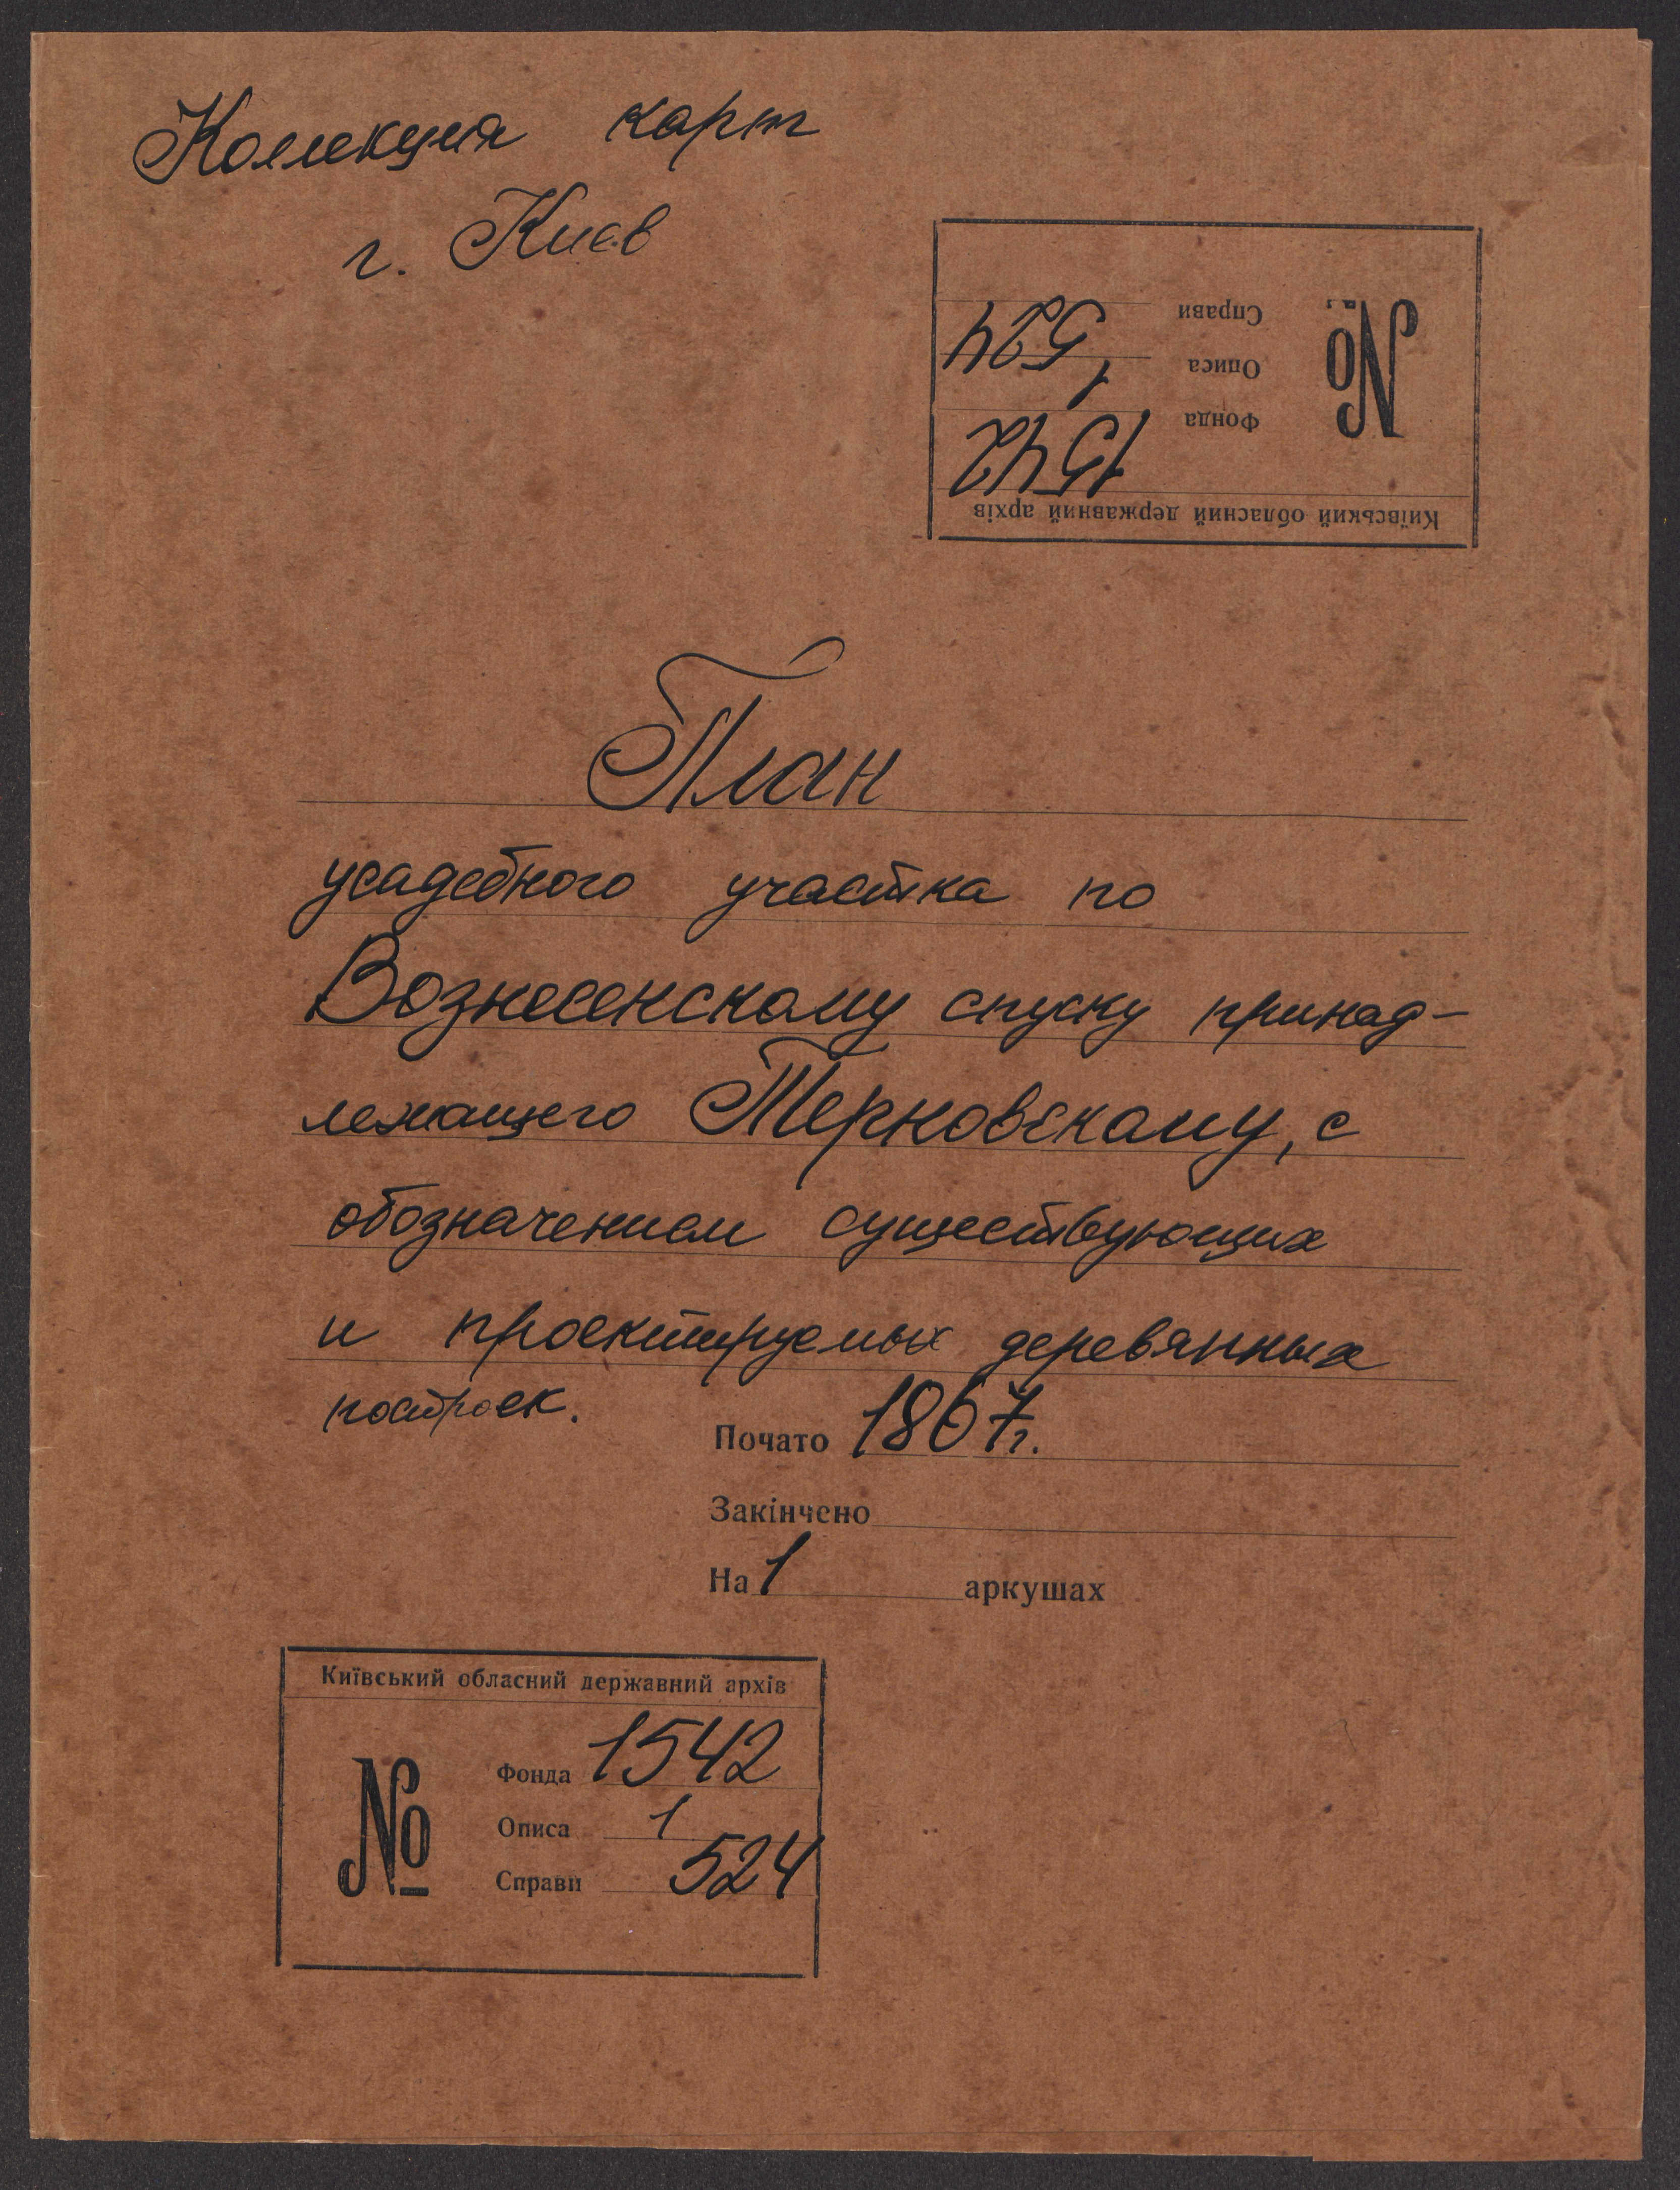 Коллекция карт
г. Киев
Київський обласний державний архів
№
Фонда 1542
Описа 1
Справи 524
План
усадебного участка по
Вознесенскому спуску принад-
лежащего Терновскому, с
обозначением существующих
и проектируемых деревянных
построек.
Почато 1867г.
Закінчено
На 1 аркушах
Київський обласний державний архів
№
Фонда 1542
Описа 1
Справи 524